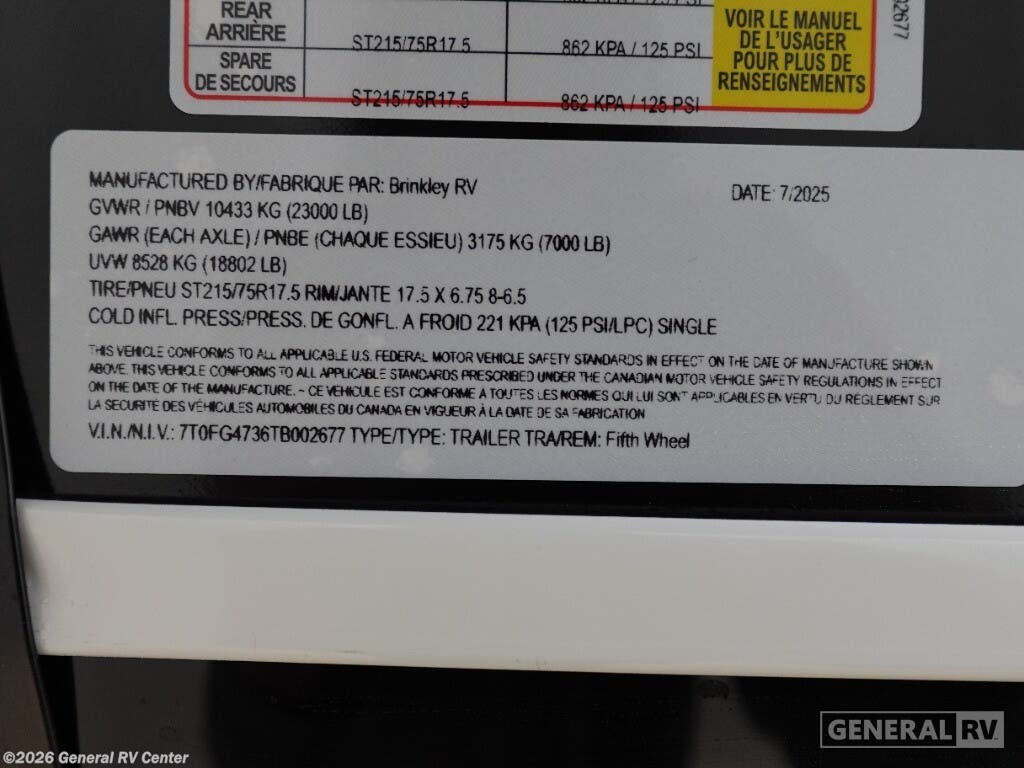 REAR
ARRIÈRE
ST215/75R17.5
862 KPA / 125 PSI
SPARE
DE SECOURS
ST215/75R17.5
862 KPA / 125 PSI
VOIR LE MANUEL
DE L'USAGER
POUR PLUS DE
RENSEIGNEMENTS
MANUFACTURED BY/FABRIQUE PAR: Brinkley RV
DATE: 7/2025
GVWR / PNBV 10433 KG (23000 LB)
GAWR (EACH AXLE) / PNBE (CHAQUE ESSIEU) 3175 KG (7000 LB)
UVW 8528 KG (18802 LB)
TIRE/PNEU ST215/75R17.5 RIM/JANTE 17.5 X 6.75 8-6.5
COLD INFL. PRESS/PRESS. DE GONFL. A FROID 221 KPA (125 PSI/LPC) SINGLE
THIS VEHICLE CONFORMS TO ALL APPLICABLE U.S. FEDERAL MOTOR VEHICLE SAFETY STANDARDS IN EFFECT ON THE DATE OF MANUFACTURE SHOWN
ABOVE. THIS VEHICLE CONFORMS TO ALL APPLICABLE STANDARDS PRESCRIBED UNDER THE CANADIAN MOTOR VEHICLE SAFETY REGULATIONS IN EFFECT
ON THE DATE OF THE MANUFACTURE. - CE VEHICULE EST CONFORME A TOUTES LES NORMES QUI LUI SONT APPLICABLES EN VERTU DU RÉGLEMENT SUR
LA SECURITÉ DES VÉHICULES AUTOMOBILES DU CANADA EN VIGUEUR À LA DATE DE SA FABRICATION
V.I.N./N.I.V.: 7T0FG4736TB002677 TYPE/TYPE: TRAILER TRA/REM: Fifth Wheel
GENERAL RV
©2026 General RV Center